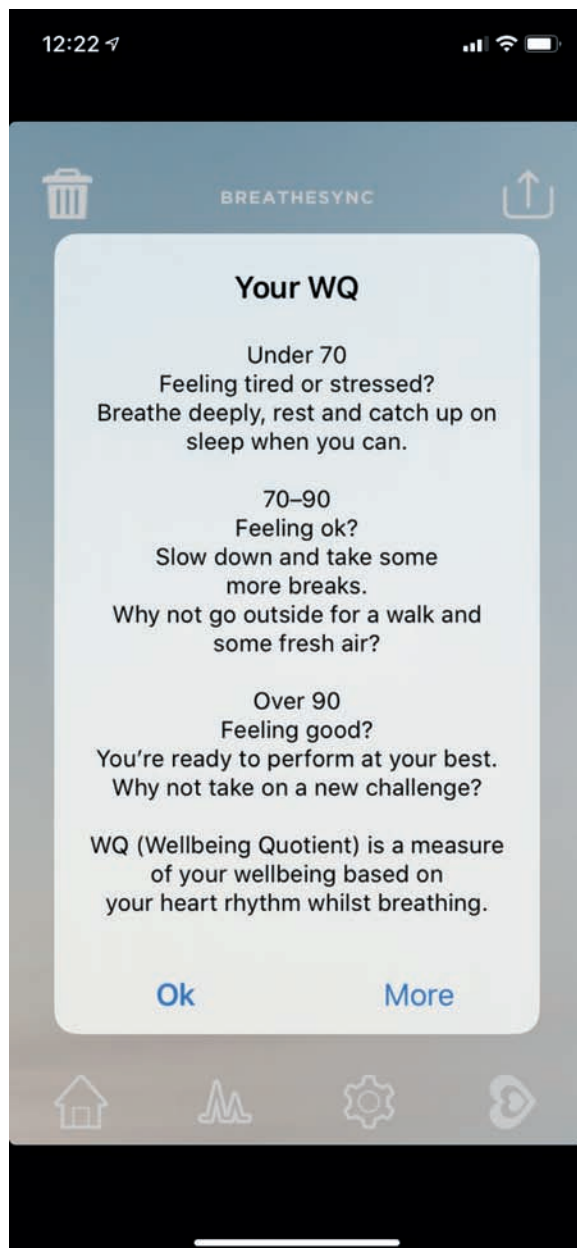 12:22
BREATHESYNC
Your WQ
Under 70
Feeling tired or stressed?
Breathe deeply, rest and catch up on
sleep when you can.
70–90
Feeling ok?
Slow down and take some
more breaks.
Why not go outside for a walk and
some fresh air?
Over 90
Feeling good?
You’re ready to perform at your best.
Why not take on a new challenge?
WQ (Wellbeing Quotient) is a measure
of your wellbeing based on
your heart rhythm whilst breathing.
Ok More